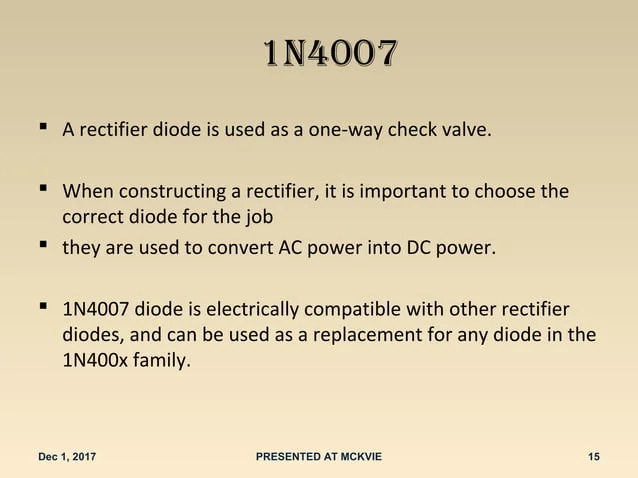 1N4007
▪ A rectifier diode is used as a one-way check valve.
▪ When constructing a rectifier, it is important to choose the
correct diode for the job
▪ they are used to convert AC power into DC power.
▪ 1N4007 diode is electrically compatible with other rectifier
diodes, and can be used as a replacement for any diode in the
1N400x family.
Dec 1, 2017 PRESENTED AT MCKVIE 15